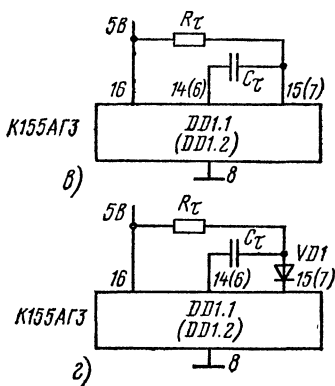 5В
Rτ
Cτ
16
14(6)
15(7)
К155АГ3
DD1.1
(DD1.2)
8
в)
5В
Rτ
Cτ
VD1
16
14(6)
15(7)
К155АГ3
DD1.1
(DD1.2)
8
г)